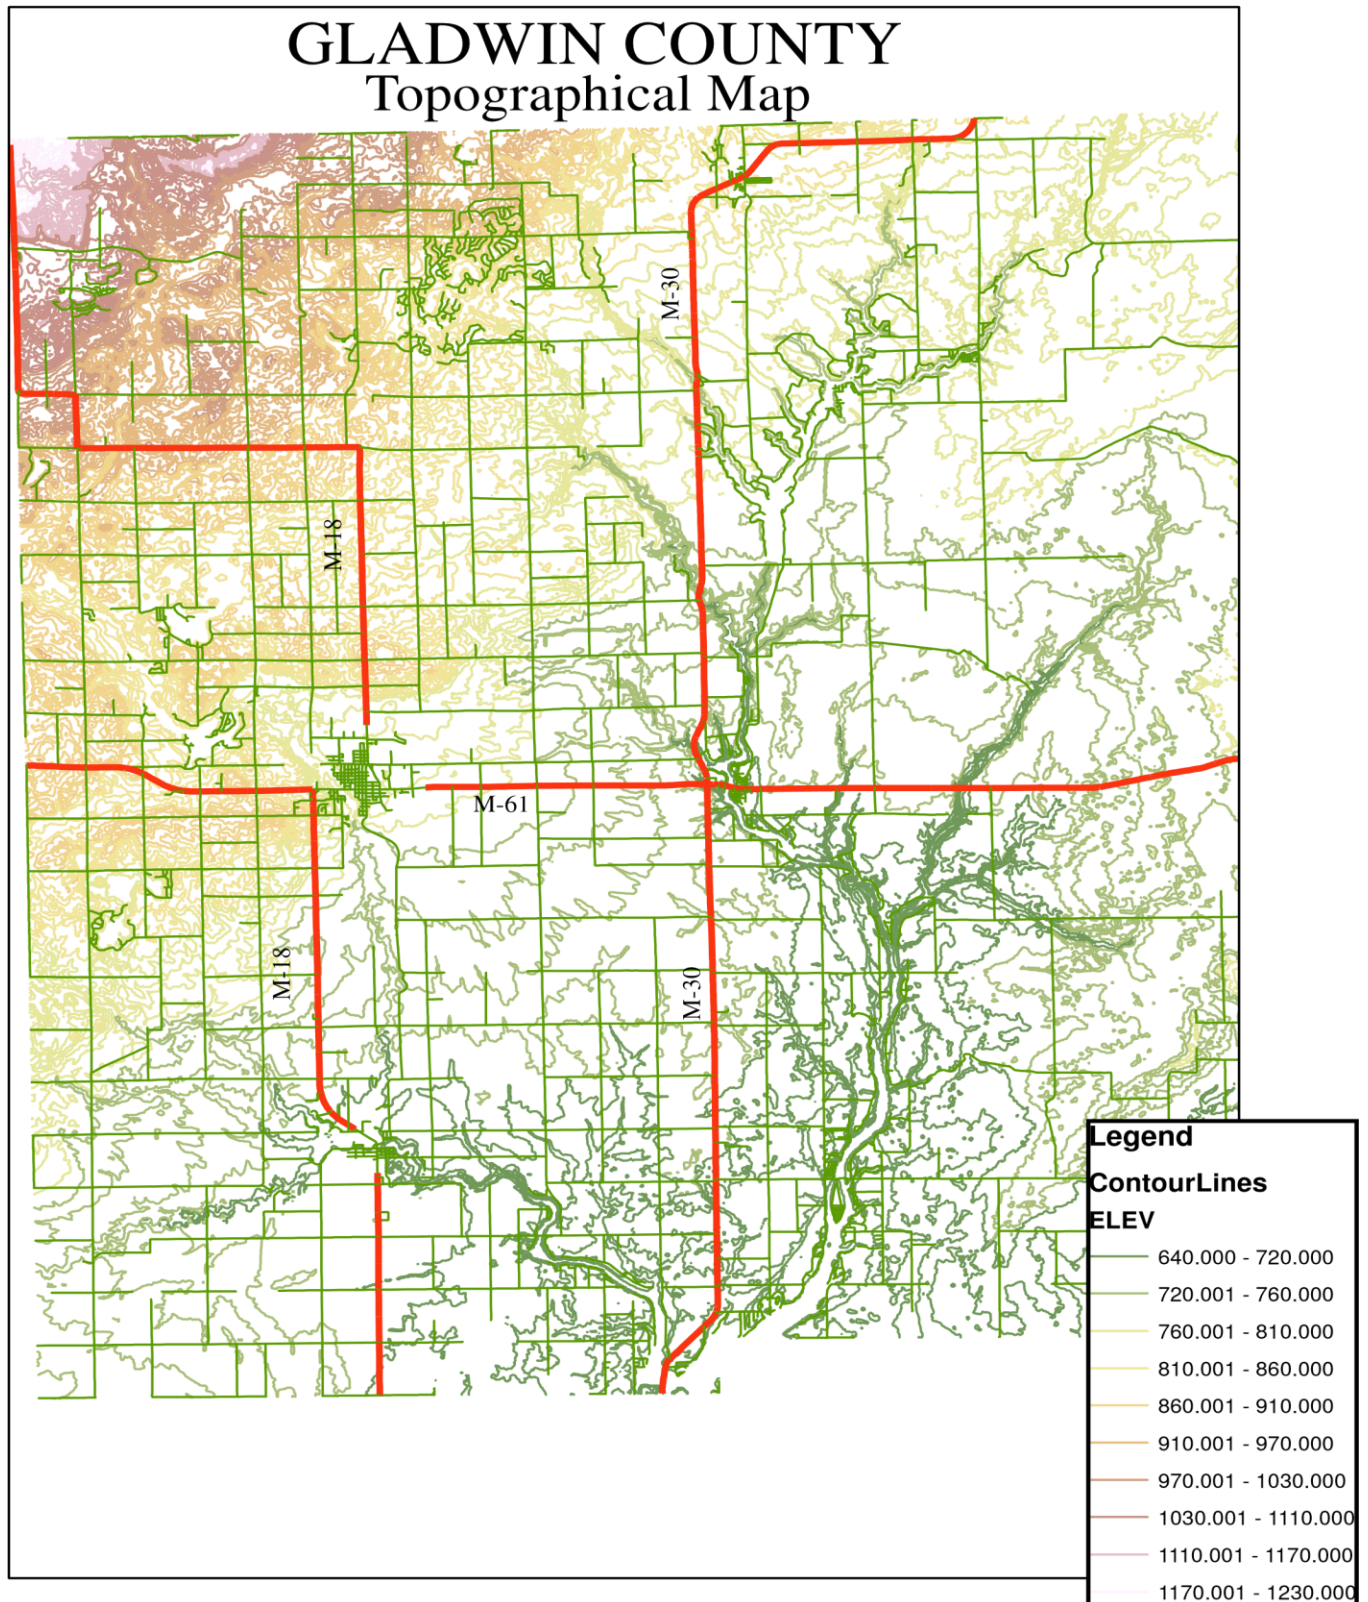 GLADWIN COUNTY
Topographical Map
M-30
M-18
M-61
M-18
M-30
Legend
ContourLines
ELEV
640.000 - 720.000
720.001 - 760.000
760.001 - 810.000
810.001 - 860.000
860.001 - 910.000
910.001 - 970.000
970.001 - 1030.000
1030.001 - 1110.000
1110.001 - 1170.000
1170.001 - 1230.000